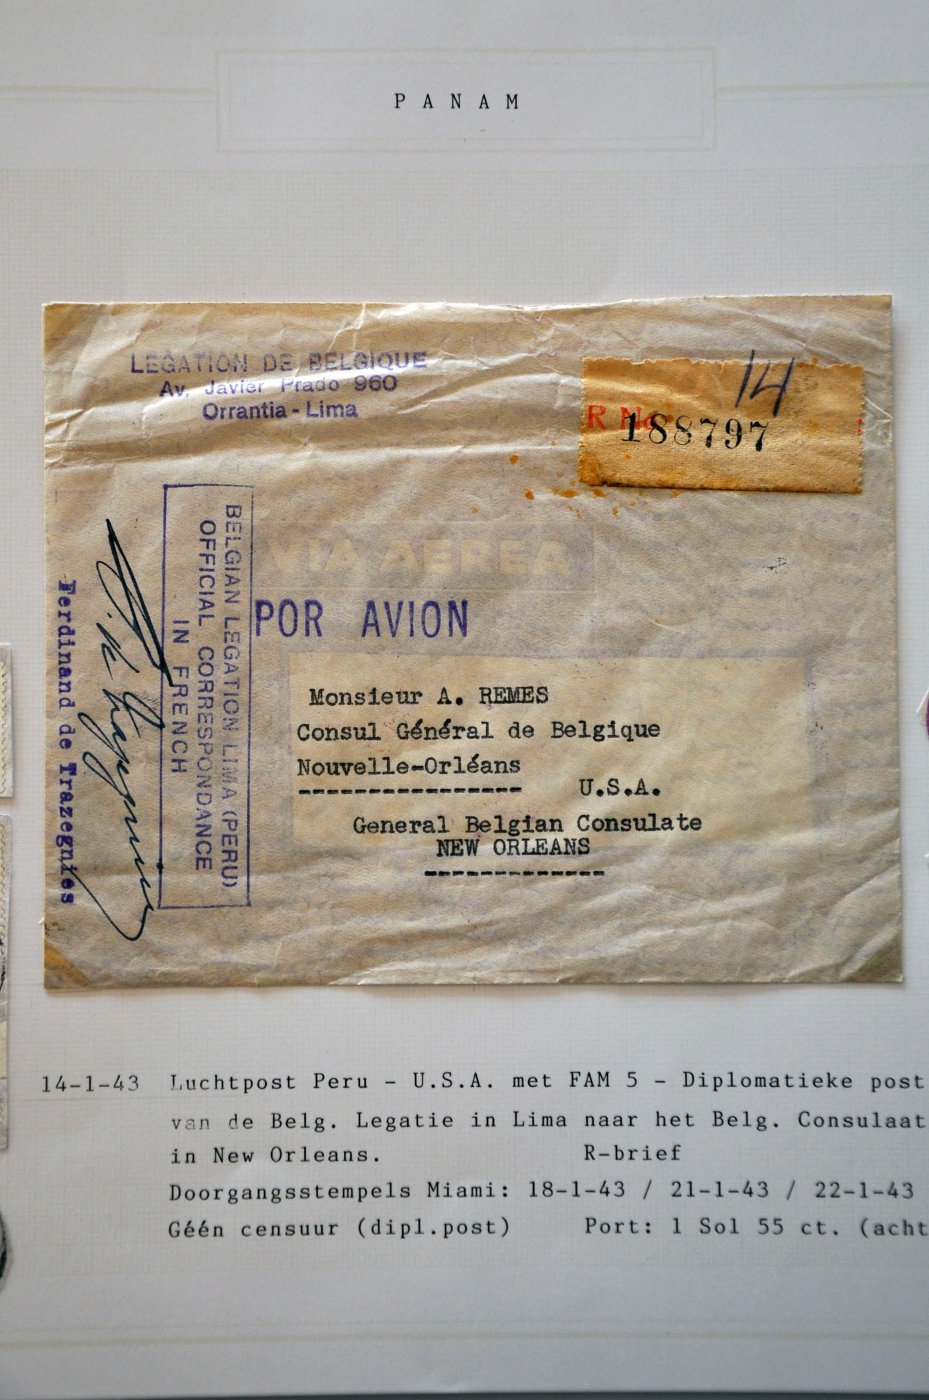 PANAM
LEGATION DE BELGIQUE
Av. Javier Prado 960
Orrantia - Lima
14
R No
188797
VIA AEREA
POR AVION
BELGIAN LEGATION LIMA (PERU)
OFFICIAL CORRESPONDANCE
IN FRENCH
Ferdinand de Trazegnies
Monsieur A. REMES
Consul Général de Belgique
Nouvelle-Orléans
U.S.A.
General Belgian Consulate
NEW ORLEANS
14-1-43 Luchtpost Peru - U.S.A. met FAM 5 - Diplomatieke post
van de Belg. Legatie in Lima naar het Belg. Consulaat
in New Orleans. R-brief
Doorgangsstempels Miami: 18-1-43 / 21-1-43 / 22-1-43
Géén censuur (dipl.post) Port: 1 Sol 55 ct. (acht